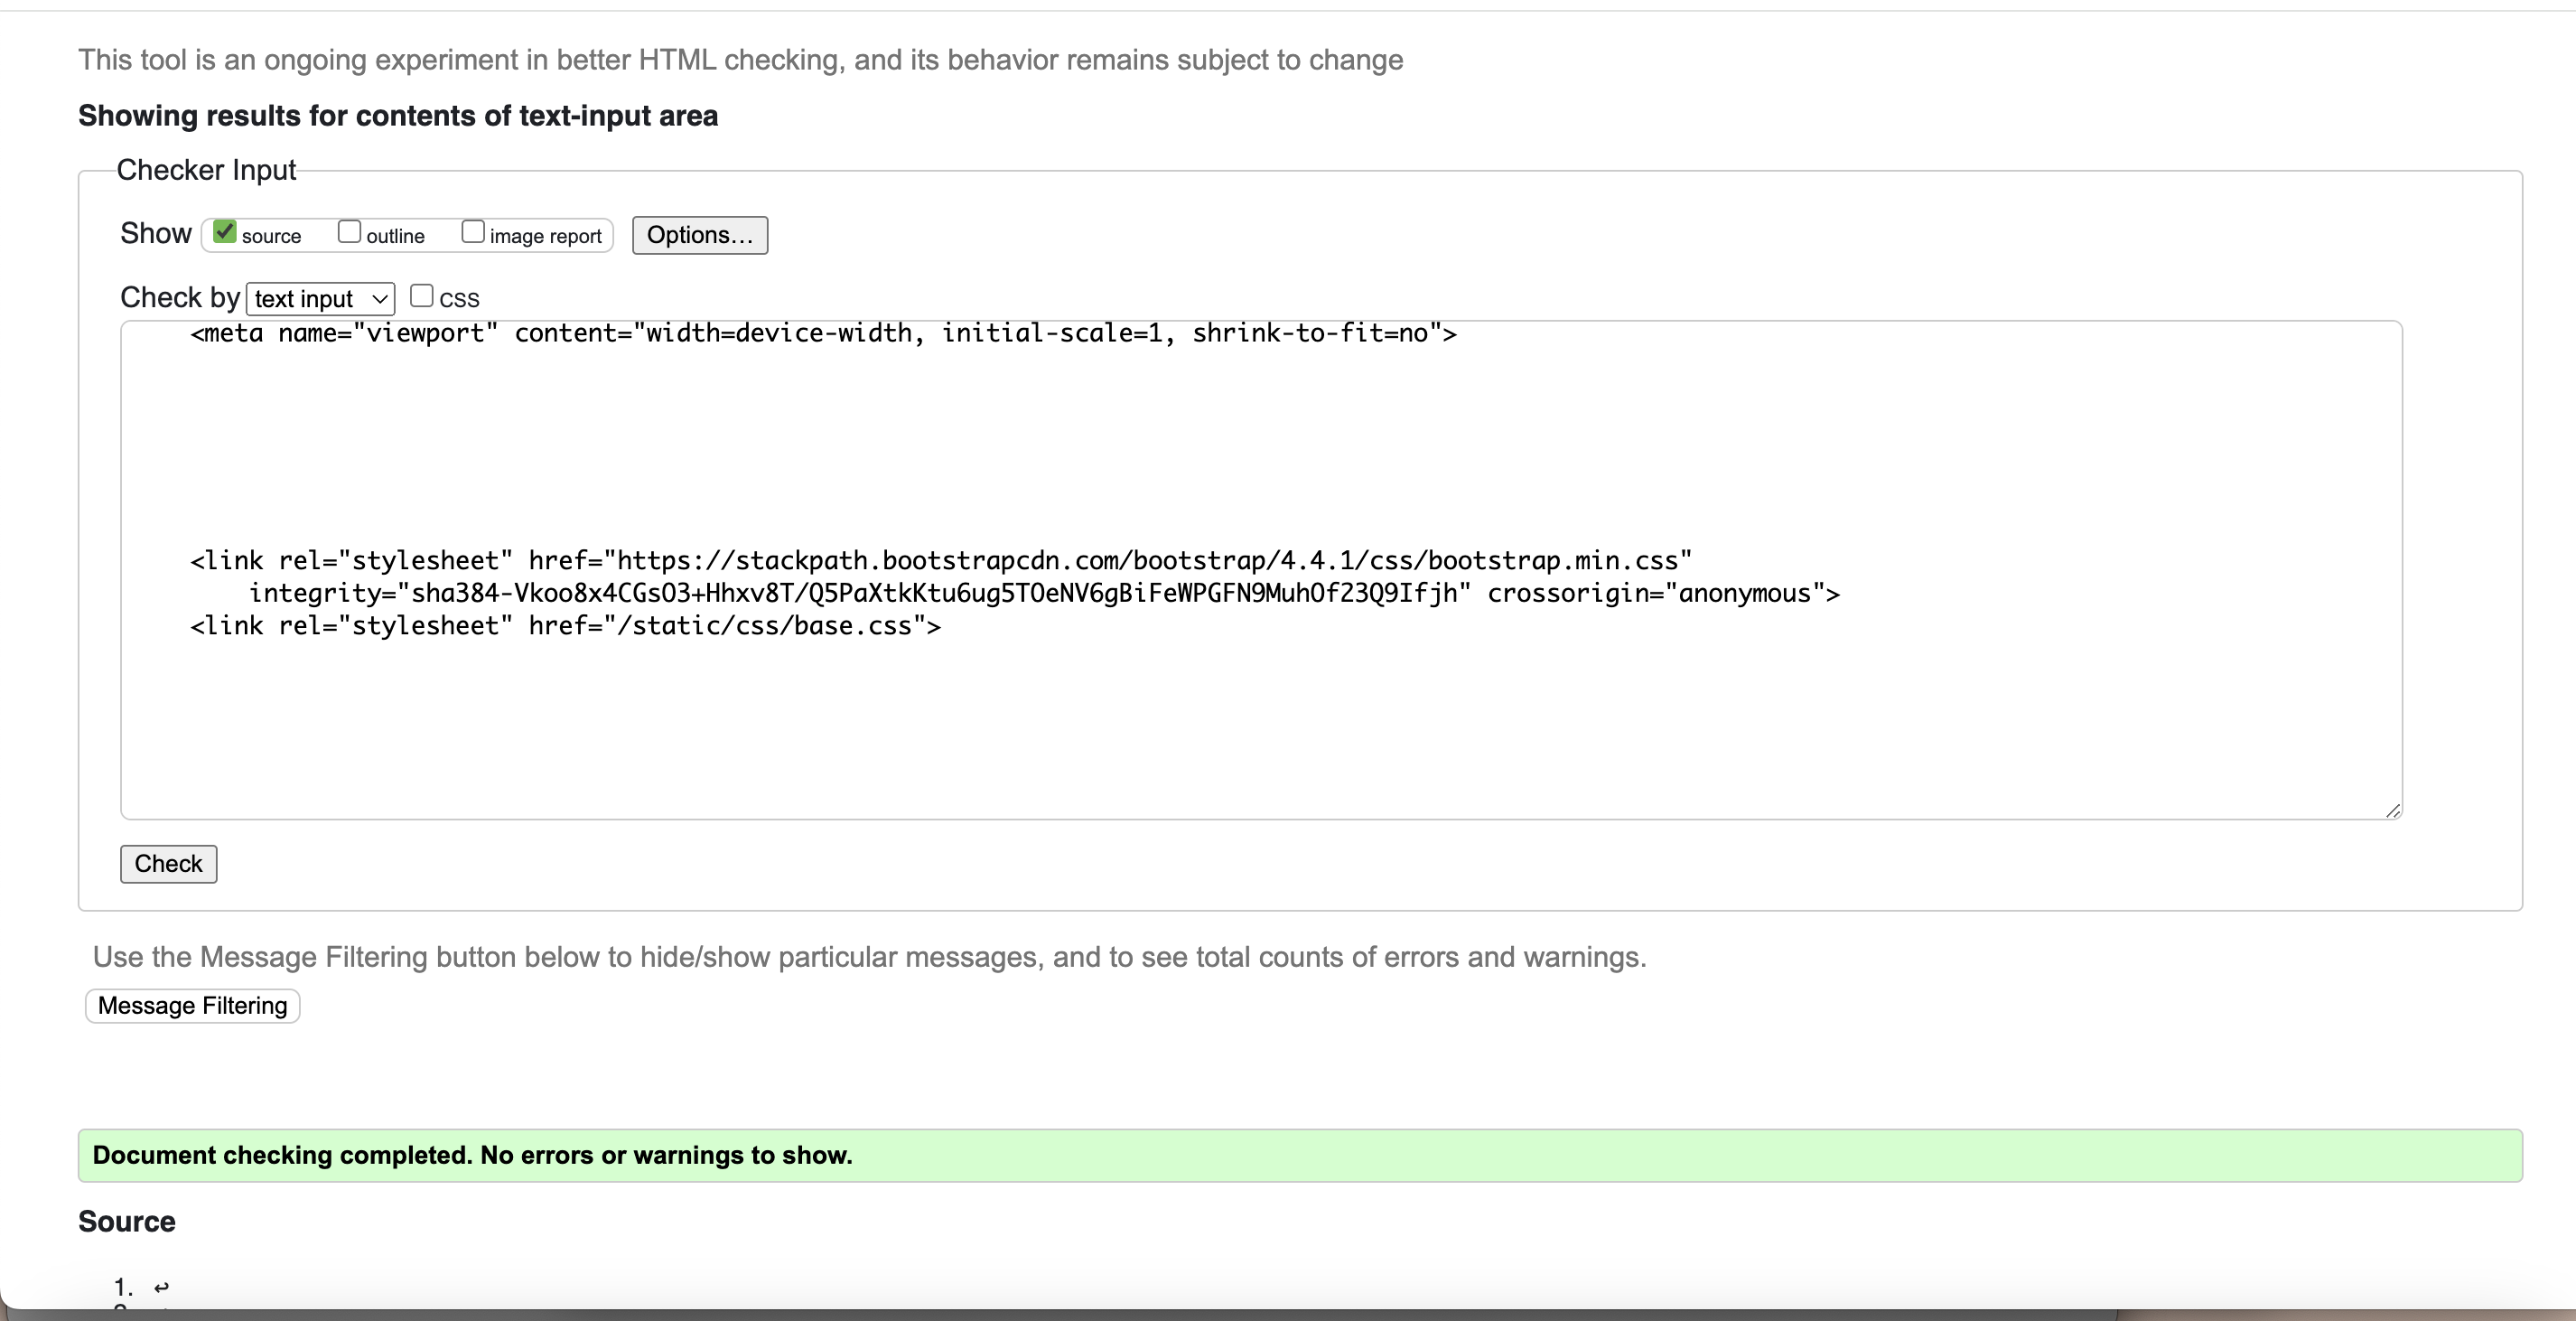 This tool is an ongoing experiment in better HTML checking, and its behavior remains subject to change
Showing results for contents of text-input area
Checker Input
Show source outline image report Options...
Check by text input CSS
<meta name="viewport" content="width=device-width, initial-scale=1, shrink-to-fit=no">
<link rel="stylesheet" href="https://stackpath.bootstrapcdn.com/bootstrap/4.4.1/css/bootstrap.min.css"
integrity="sha384-Vkoo8x4CGsO3+Hhxv8T/Q5PaXtkKtu6ug5TOeNV6gBiFeWPGFN9MuhOf23Q9Ifjh" crossorigin="anonymous">
<link rel="stylesheet" href="/static/css/base.css">
Check
Use the Message Filtering button below to hide/show particular messages, and to see total counts of errors and warnings.
Message Filtering
Document checking completed. No errors or warnings to show.
Source
1. ↩